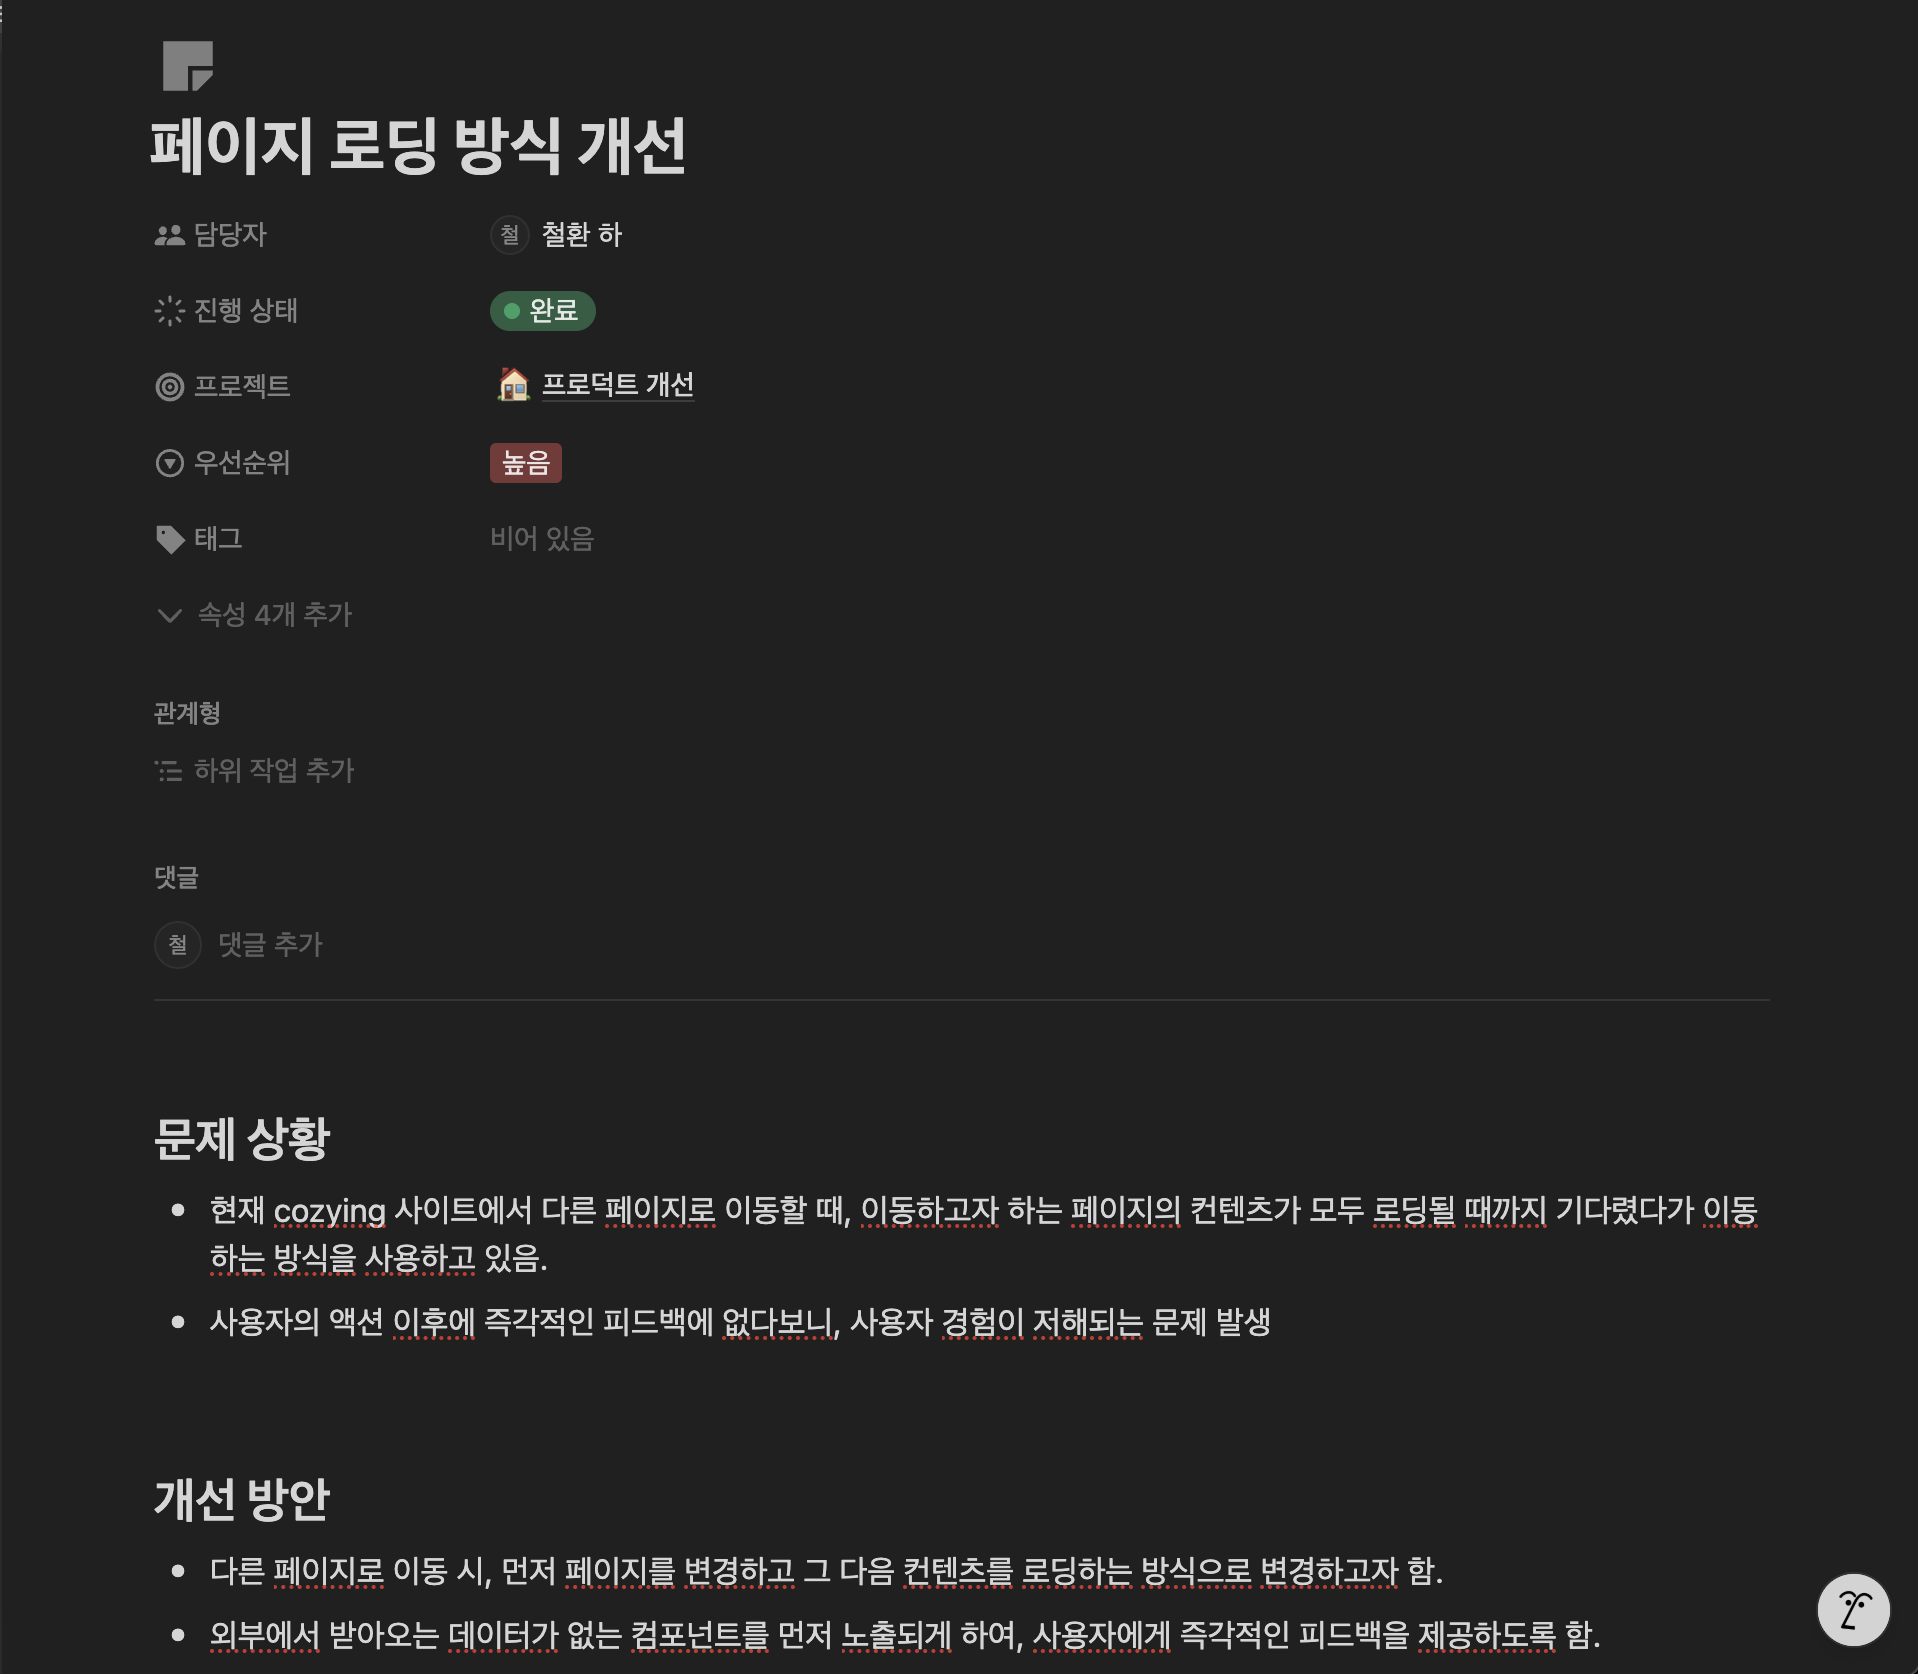 페이지 로딩 방식 개선
담당자
철 철환 하
진행 상태
완료
프로젝트
프로덕트 개선
우선순위
높음
태그
비어 있음
속성 4개 추가
관계형
하위 작업 추가
댓글
철 댓글 추가
문제 상황
현재 cozying 사이트에서 다른 페이지로 이동할 때, 이동하고자 하는 페이지의 컨텐츠가 모두 로딩될 때까지 기다렸다가 이동
하는 방식을 사용하고 있음.
사용자의 액션 이후에 즉각적인 피드백에 없다보니, 사용자 경험이 저해되는 문제 발생
개선 방안
다른 페이지로 이동 시, 먼저 페이지를 변경하고 그 다음 컨텐츠를 로딩하는 방식으로 변경하고자 함.
외부에서 받아오는 데이터가 없는 컴포넌트를 먼저 노출되게 하여, 사용자에게 즉각적인 피드백을 제공하도록 함.